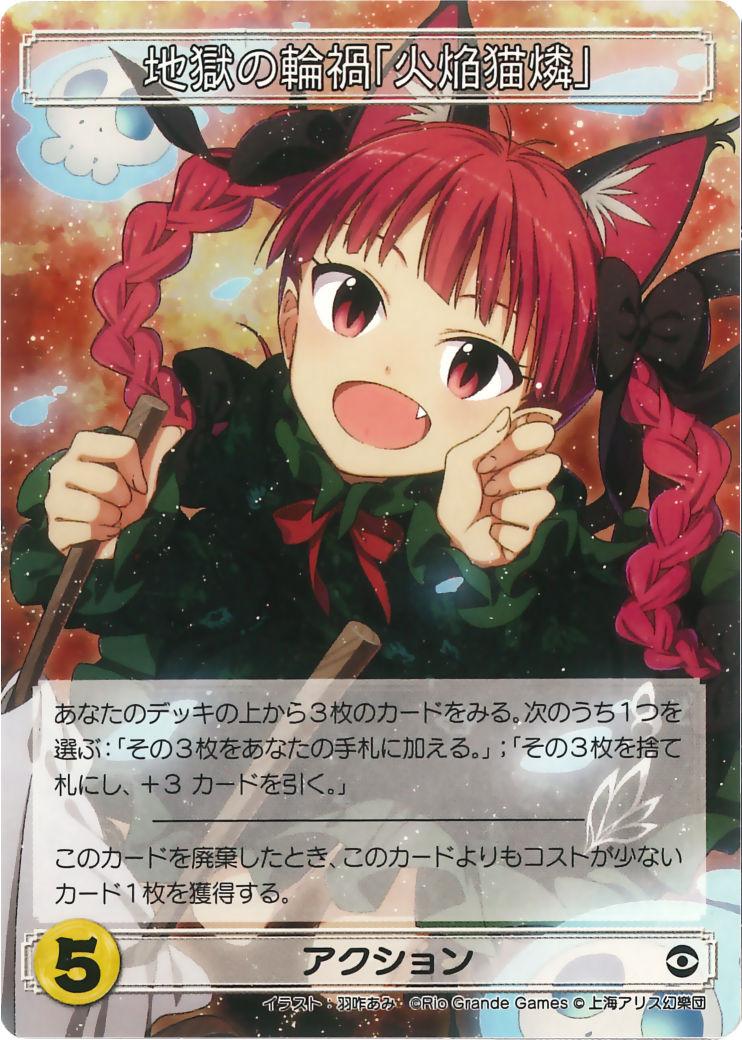 地獄の輪禍「火焔猫燐」
あなたのデッキの上から３枚のカードをみる。次のうち１つを
選ぶ：「その３枚をあなたの手札に加える。」；「その３枚を捨て
札にし、＋３ カードを引く。」
このカードを廃棄したとき、このカードよりもコストが少ない
カード１枚を獲得する。
5
アクション
イラスト：羽咋あみ ©Rio Grande Games © 上海アリス幻樂団